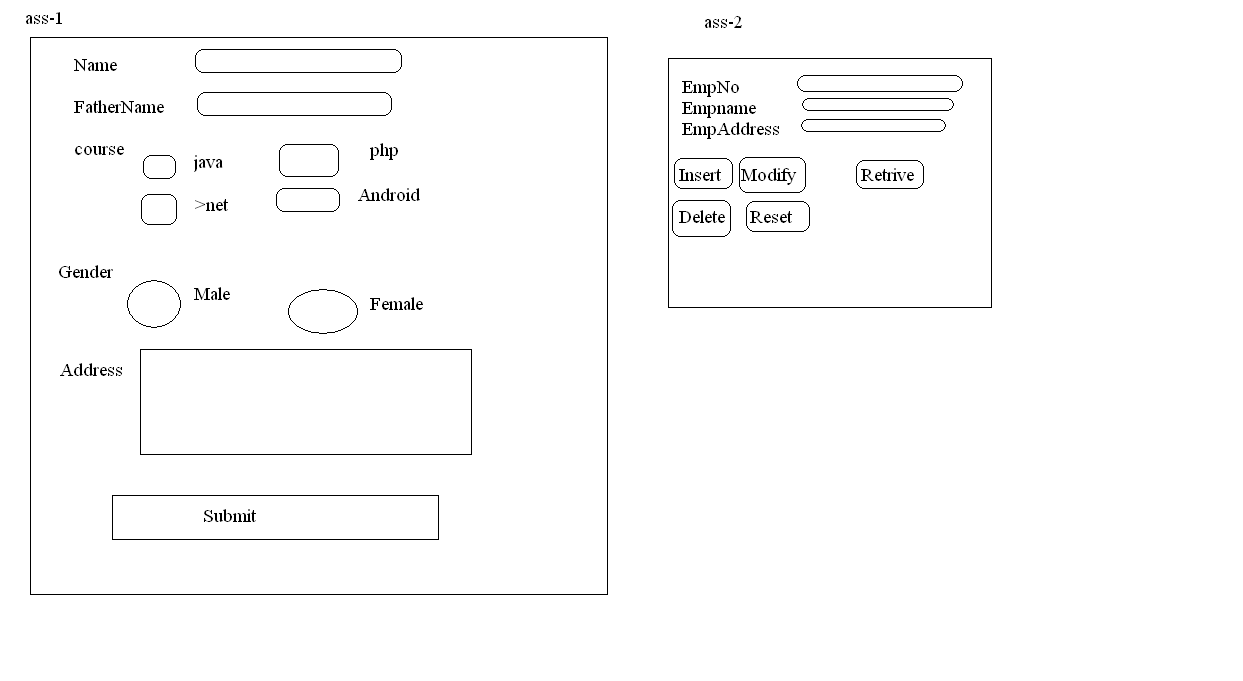 ass-1
Name
FatherName
course
java
php
>net
Android
Gender
Male
Female
Address
Submit
ass-2
EmpNo
Empname
EmpAddress
Insert Modify Retrive
Delete Reset